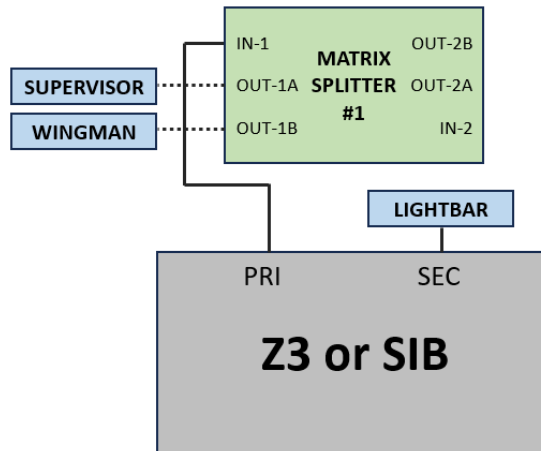 IN-1
MATRIX
SPLITTER
#1
OUT-2B
SUPERVISOR
OUT-1A
OUT-2A
WINGMAN
OUT-1B
IN-2
LIGHTBAR
PRI
SEC
Z3 or SIB